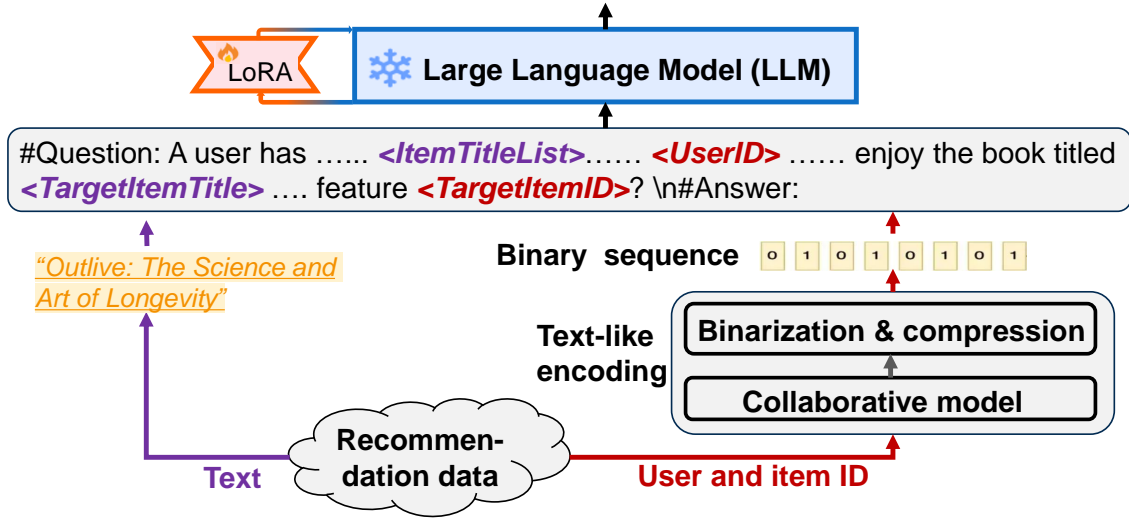 LoRA
Large Language Model (LLM)
#Question: A user has …... <ItemTitleList>…… <UserID> …… enjoy the book titled
<TargetItemTitle> …. feature <TargetItemID>? \n#Answer:
“Outlive: The Science and
Art of Longevity”
Binary sequence 0 1 0 1 0 1 0 1
Text-like
encoding
Binarization & compression
Collaborative model
Recommen-
dation data
Text
User and item ID